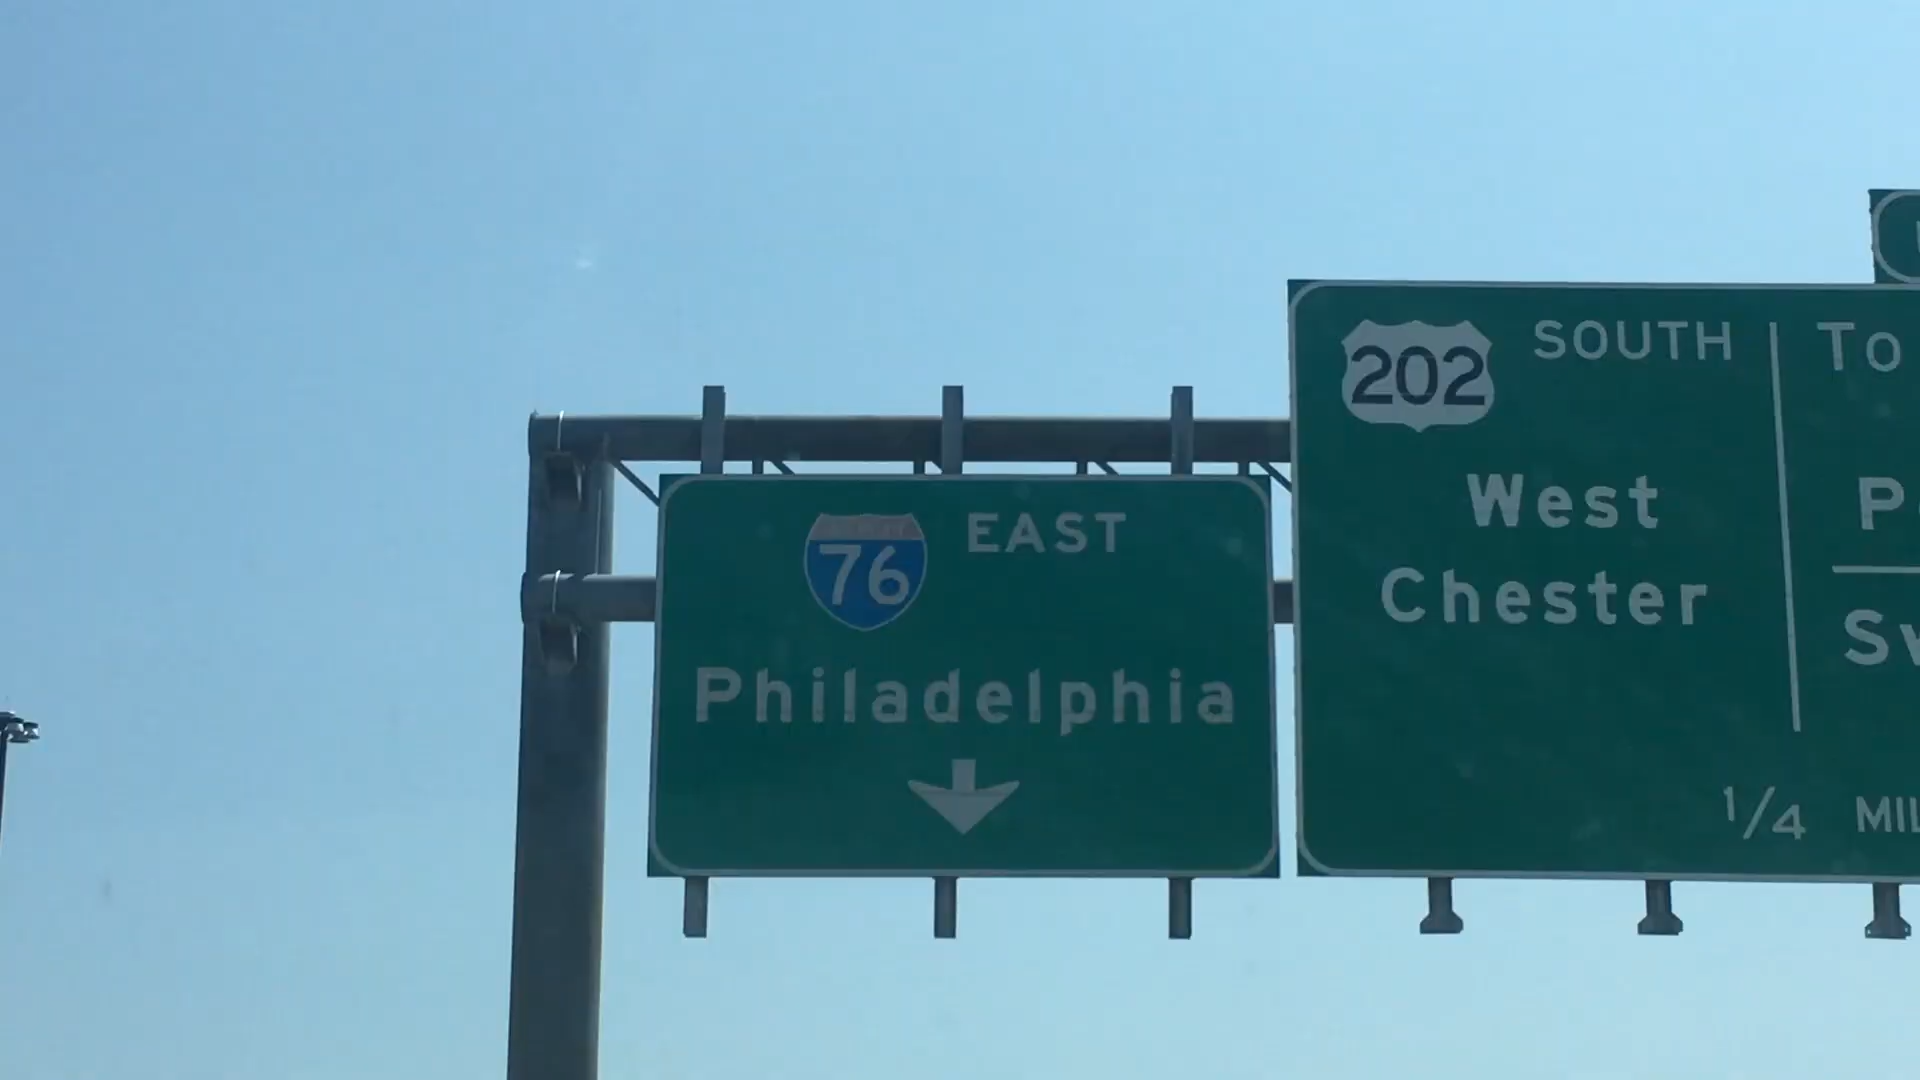 76 EAST
Philadelphia
202 SOUTH
West
Chester
To
1/4